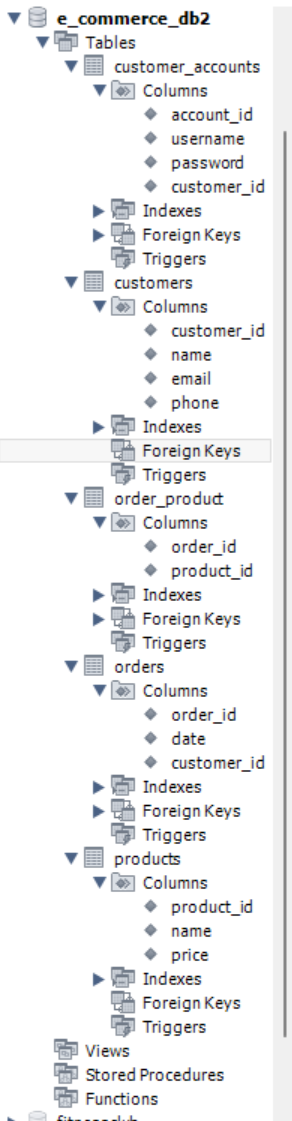 e_commerce_db2
Tables
customer_accounts
Columns
account_id
username
password
customer_id
Indexes
Foreign Keys
Triggers
customers
Columns
customer_id
name
email
phone
Indexes
Foreign Keys
Triggers
order_product
Columns
order_id
product_id
Indexes
Foreign Keys
Triggers
orders
Columns
order_id
date
customer_id
Indexes
Foreign Keys
Triggers
products
Columns
product_id
name
price
Indexes
Foreign Keys
Triggers
Views
Stored Procedures
Functions